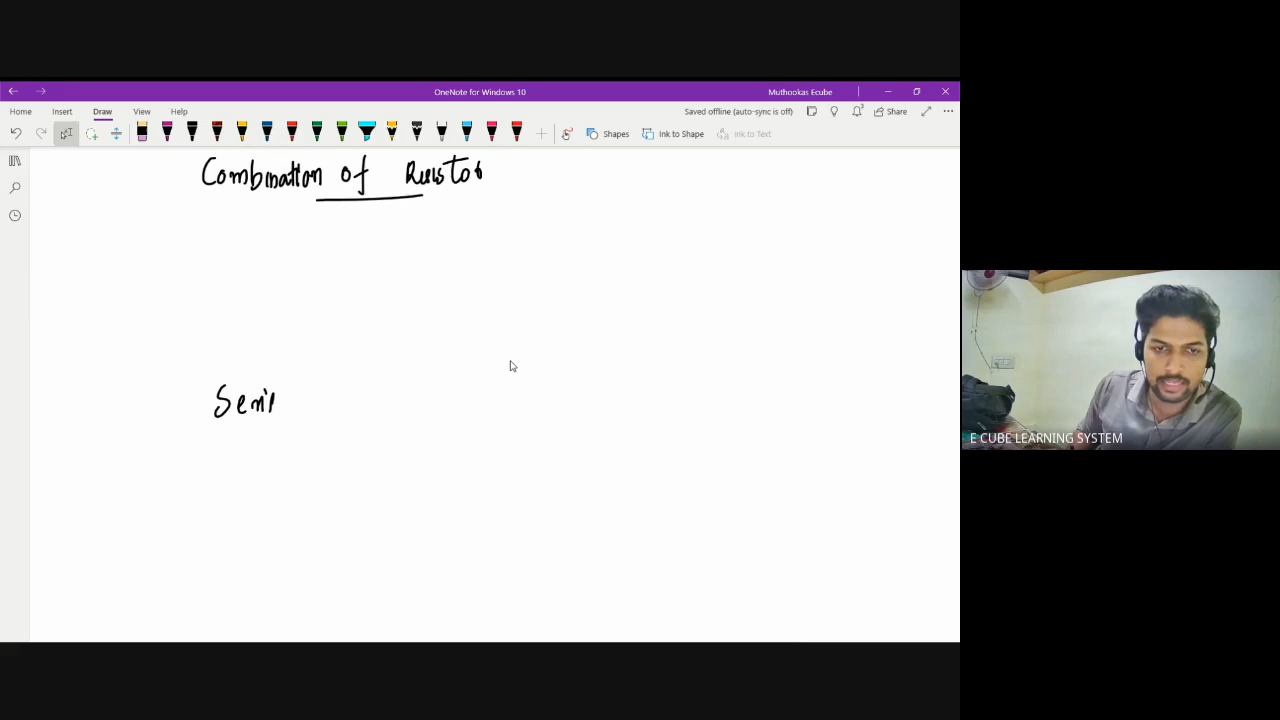 OneNote for Windows 10
Muthookas Ecube
Home Insert Draw View Help
Saved offline (auto-sync is off)
3
Share
Shapes
Ink to Shape
Ink to Text
Combination of Resistor
Seri
E CUBE LEARNING SYSTEM